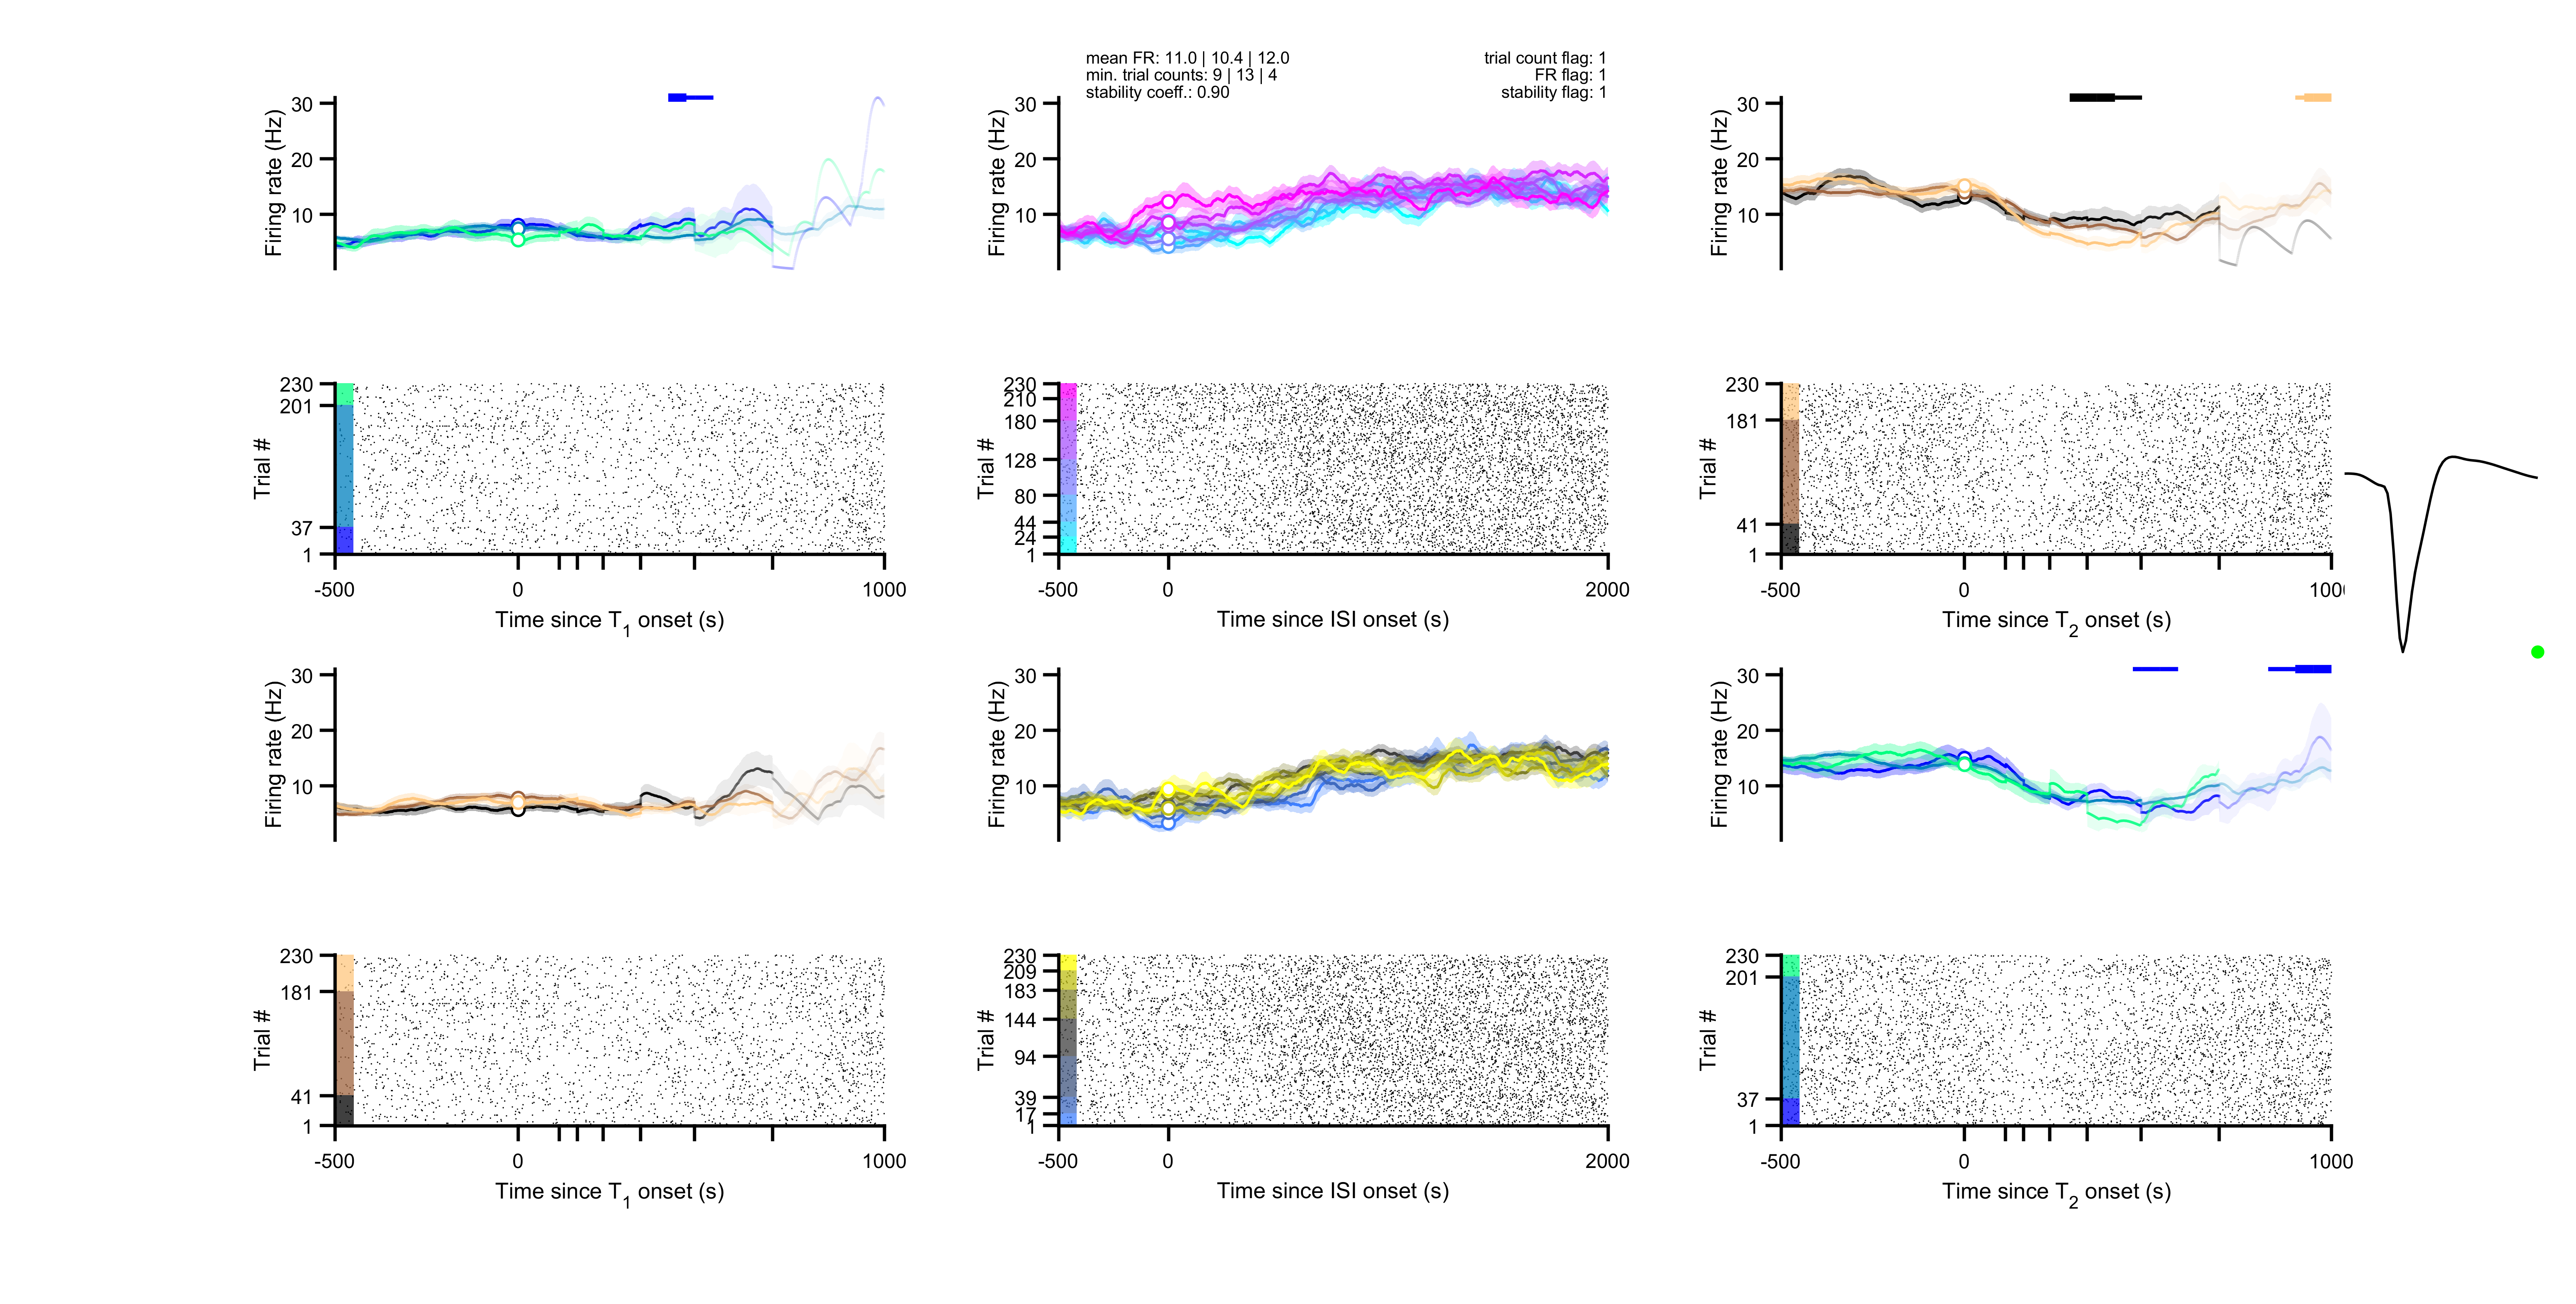 mean FR: 11.0 | 10.4 | 12.0
min. trial counts: 9 | 13 | 4
stability coeff.: 0.90
trial count flag: 1
FR flag: 1
stability flag: 1
30
20
10
Firing rate (Hz)
30
20
10
Firing rate (Hz)
30
20
10
Firing rate (Hz)
230
201
37
1
Trial #
-500
0
1000
Time since T1 onset (s)
230
210
180
128
80
44
24
1
Trial #
-500
0
2000
Time since ISI onset (s)
230
181
41
1
Trial #
-500
0
100
Time since T2 onset (s)
30
20
10
Firing rate (Hz)
30
20
10
Firing rate (Hz)
30
20
10
Firing rate (Hz)
230
181
41
1
Trial #
-500
0
1000
Time since T1 onset (s)
230
209
183
144
94
39
17
1
Trial #
-500
0
2000
Time since ISI onset (s)
230
201
37
1
Trial #
-500
0
1000
Time since T2 onset (s)